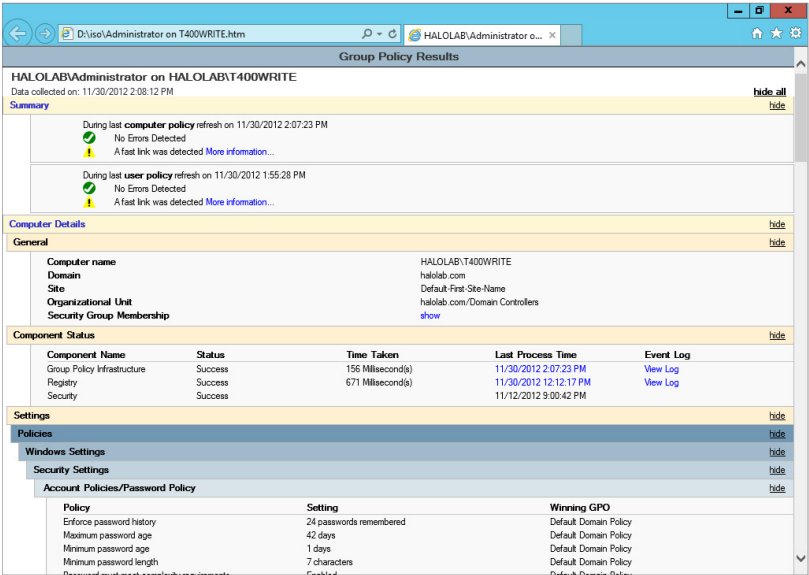 D:\iso\Administrator on T400WRITE.htm
HALOLAB\Administrator o...
Group Policy Results
HALOLAB\Administrator on HALOLAB\T400WRITE
Data collected on: 11/30/2012 2:08:12 PM hide all
Summary hide
During last computer policy refresh on 11/30/2012 2:07:23 PM
No Errors Detected
A fast link was detected More information...
During last user policy refresh on 11/30/2012 1:55:28 PM
No Errors Detected
A fast link was detected More information...
Computer Details hide
General hide
Computer name HALOLAB\T400WRITE
Domain halolab.com
Site Default-First-Site-Name
Organizational Unit halolab.com/Domain Controllers
Security Group Membership show
Component Status hide
Component Name Status Time Taken Last Process Time Event Log
Group Policy Infrastructure Success 156 Millisecond(s) 11/30/2012 2:07:23 PM View Log
Registry Success 671 Millisecond(s) 11/30/2012 12:12:17 PM View Log
Security Success 11/12/2012 9:00:42 PM
Settings hide
Policies hide
Windows Settings hide
Security Settings hide
Account Policies/Password Policy hide
Policy Setting Winning GPO
Enforce password history 24 passwords remembered Default Domain Policy
Maximum password age 42 days Default Domain Policy
Minimum password age 1 days Default Domain Policy
Minimum password length 7 characters Default Domain Policy
Password must meet complexity requirements Enabled Default Domain Policy